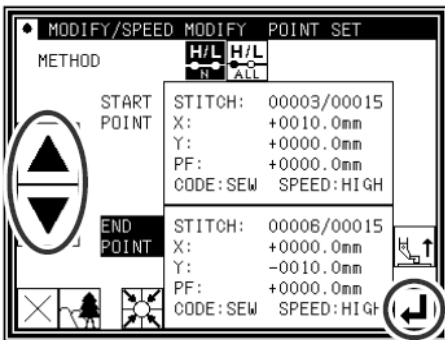 MODIFY/SPEED MODIFY POINT SET
METHOD
H/L N H/L ALL
START POINT
STITCH: 00003/00015
X: +0010.0mm
Y: +0000.0mm
PF: +0000.0mm
CODE:SEW SPEED:HIGH
END POINT
STITCH: 00006/00015
X: +0000.0mm
Y: -0010.0mm
PF: +0000.0mm
CODE:SEW SPEED:HIGH